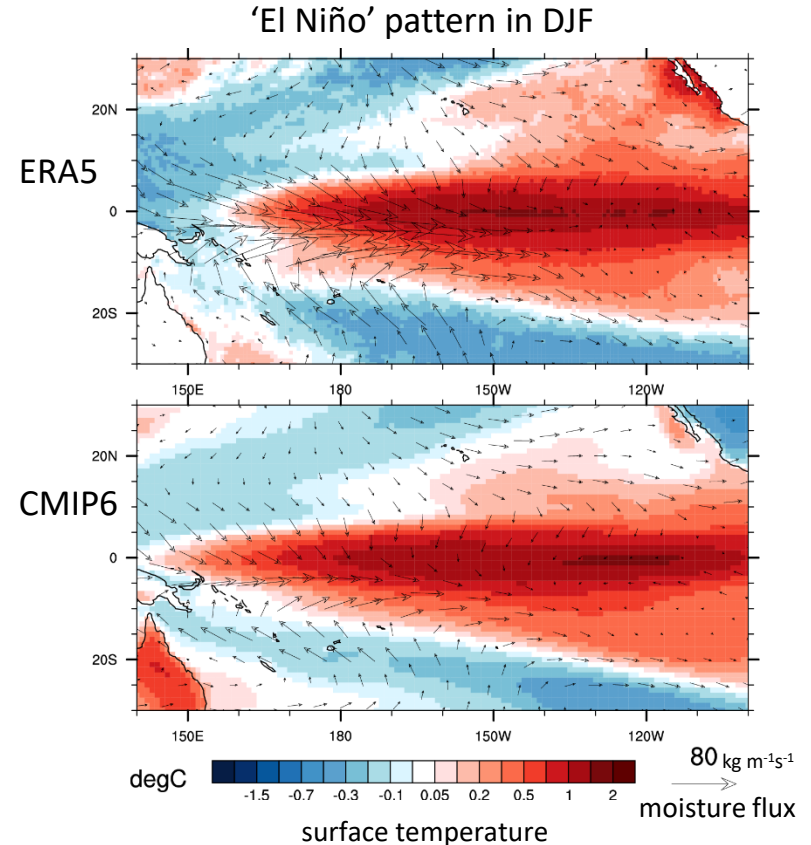 ‘El Niño’ pattern in DJF
ERA5
20N
0
20S
150E 180 150W 120W
CMIP6
20N
0
20S
150E 180 150W 120W
degC
-1.5 -0.7 -0.3 -0.1 0.05 0.2 0.5 1 2
80 kg m⁻¹s⁻¹
moisture flux
surface temperature